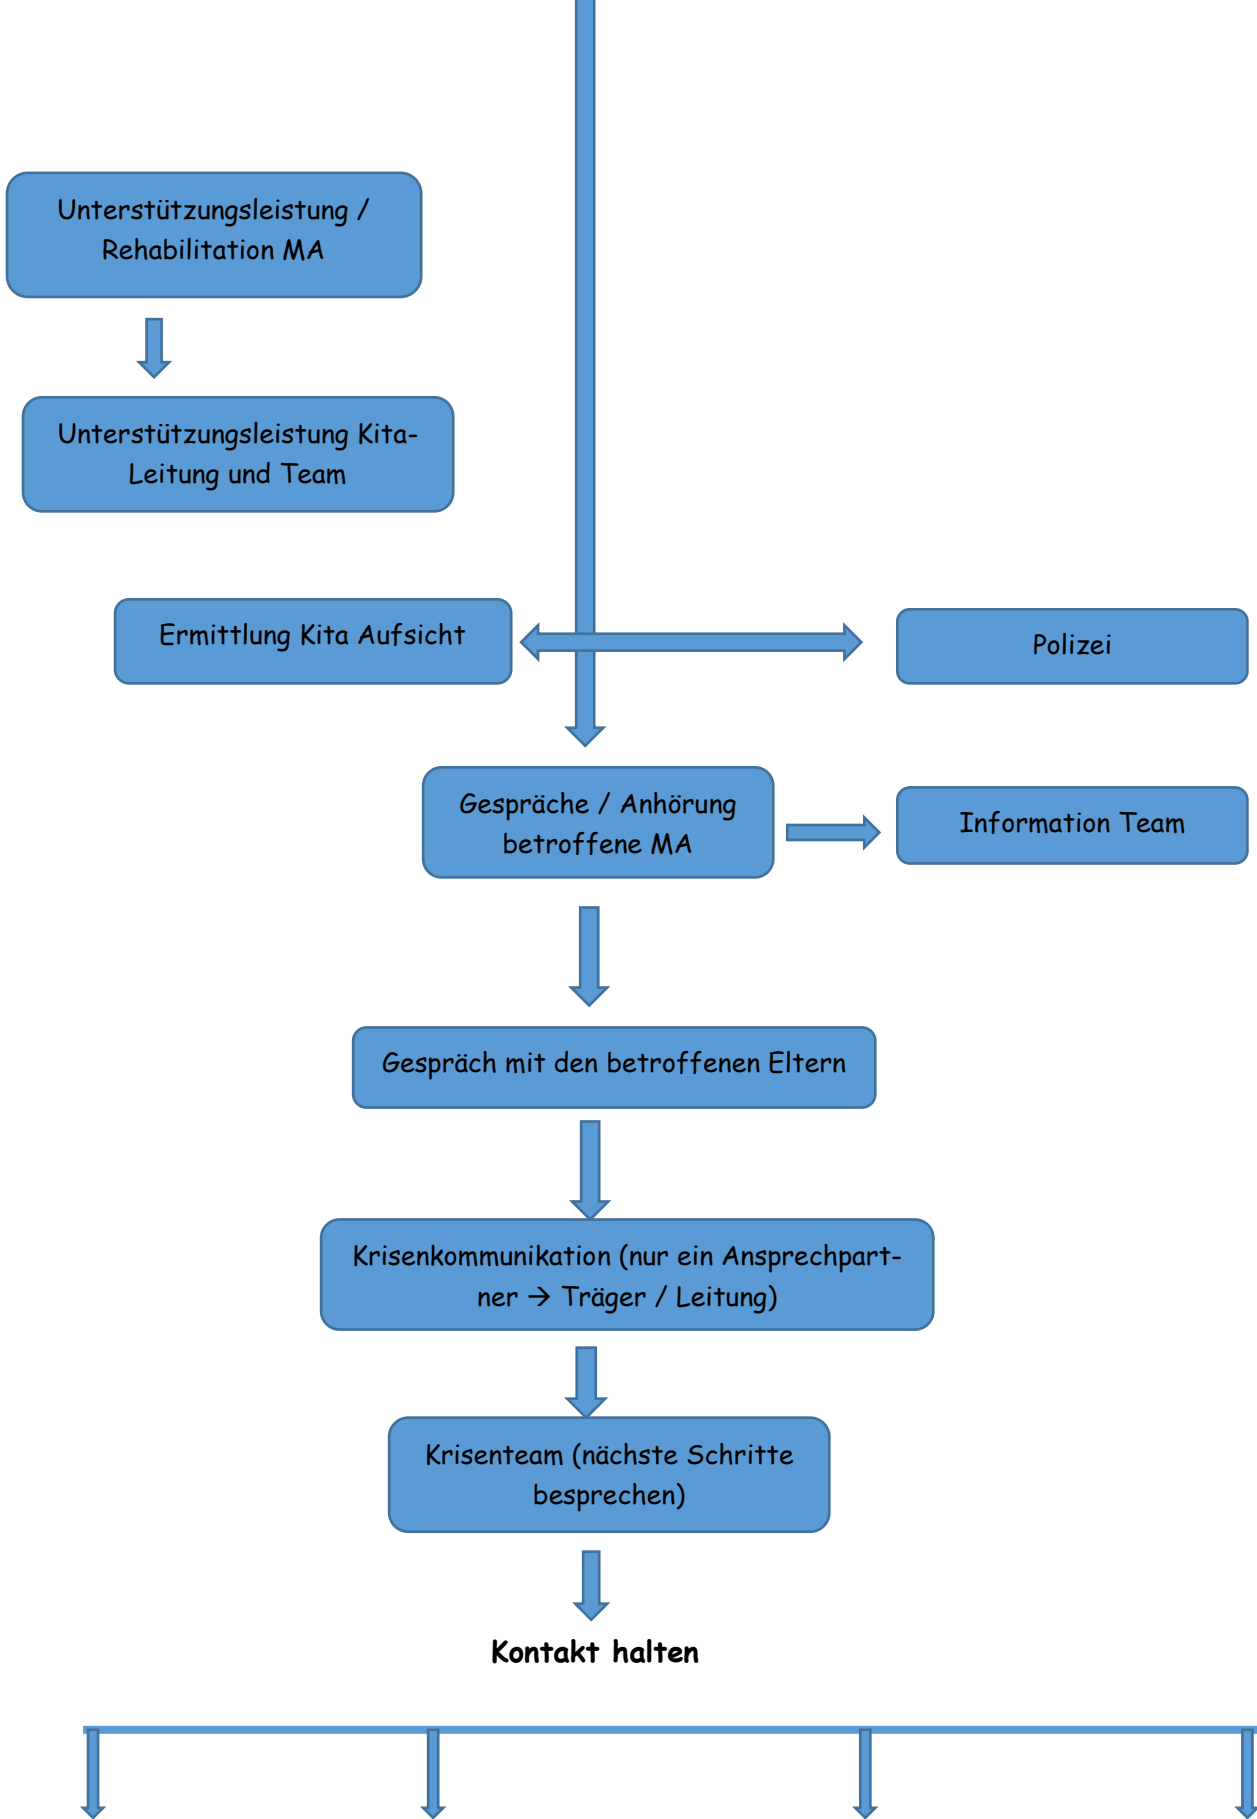 Unterstützungsleistung /
Rehabilitation MA
Unterstützungsleistung Kita-
Leitung und Team
Ermittlung Kita Aufsicht
Polizei
Gespräche / Anhörung
betroffene MA
Information Team
Gespräch mit den betroffenen Eltern
Krisenkommunikation (nur ein Ansprechpart-
ner → Träger / Leitung)
Krisenteam (nächste Schritte
besprechen)
Kontakt halten